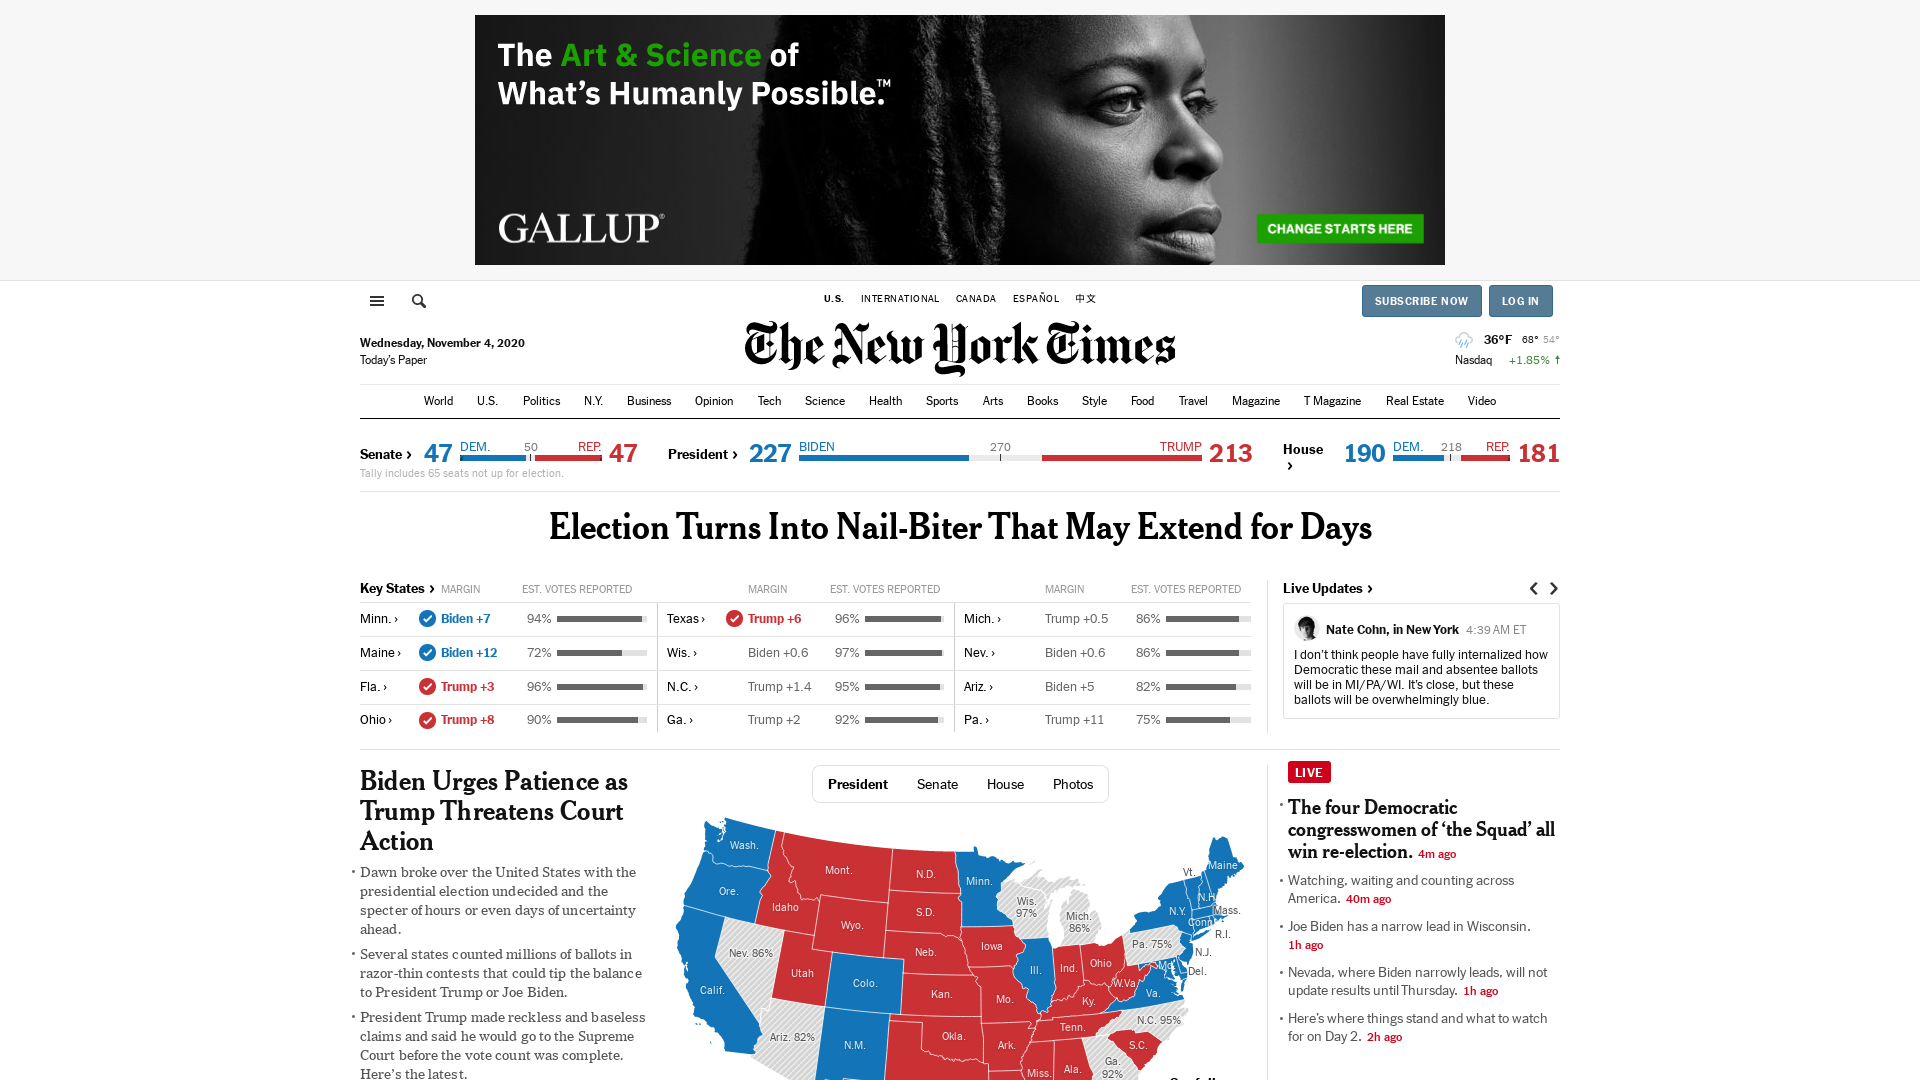 The Art & Science of
What's Humanly Possible.™
GALLUP®
CHANGE STARTS HERE
U.S. INTERNATIONAL CANADA ESPAÑOL 中文
SUBSCRIBE NOW LOG IN
Wednesday, November 4, 2020
Today's Paper
The New York Times
36°F 68° 54°
Nasdaq +1.85% ↑
World U.S. Politics N.Y. Business Opinion Tech Science Health Sports Arts Books Style Food Travel Magazine T Magazine Real Estate Video
Senate › 47 DEM. 50 REP. 47
Tally includes 65 seats not up for election.
President › 227 BIDEN 270 TRUMP 213
House › 190 DEM. 218 REP. 181
Election Turns Into Nail-Biter That May Extend for Days
Key States › MARGIN EST. VOTES REPORTED MARGIN EST. VOTES REPORTED MARGIN EST. VOTES REPORTED
Minn. › Biden +7 94% Texas › Trump +6 96% Mich. › Trump +0.5 86%
Maine › Biden +12 72% Wis. › Biden +0.6 97% Nev. › Biden +0.6 86%
Fla. › Trump +3 96% N.C. › Trump +1.4 95% Ariz. › Biden +5 82%
Ohio › Trump +8 90% Ga. › Trump +2 92% Pa. › Trump +11 75%
Live Updates ›
Nate Cohn, in New York 4:39 AM ET
I don't think people have fully internalized how
Democratic these mail and absentee ballots
will be in MI/PA/WI. It's close, but these
ballots will be overwhelmingly blue.
Biden Urges Patience as
Trump Threatens Court
Action
Dawn broke over the United States with the
presidential election undecided and the
specter of hours or even days of uncertainty
ahead.
Several states counted millions of ballots in
razor-thin contests that could tip the balance
to President Trump or Joe Biden.
President Trump made reckless and baseless
claims and said he would go to the Supreme
Court before the vote count was complete.
Here's the latest.
President Senate House Photos
Wash.
Mont.
N.D.
Minn.
Vt.
Maine
Ore.
Idaho
S.D.
Wis.
97%
N.H.
Wyo.
Mich.
86%
N.Y.
Mass.
Conn.
R.I.
Nev. 86%
Neb.
Iowa
Pa. 75%
N.J.
Utah
Colo.
Ill.
Ind.
Ohio
Md.
Del.
Calif.
Kan.
Mo.
Ky.
W.Va.
Va.
Ariz. 82%
N.M.
Okla.
Ark.
Tenn.
N.C. 95%
S.C.
Miss.
Ala.
Ga.
92%
LIVE
The four Democratic
congresswomen of ‘the Squad’ all
win re-election. 4m ago
Watching, waiting and counting across
America. 40m ago
Joe Biden has a narrow lead in Wisconsin.
1h ago
Nevada, where Biden narrowly leads, will not
update results until Thursday. 1h ago
Here's where things stand and what to watch
for on Day 2. 2h ago